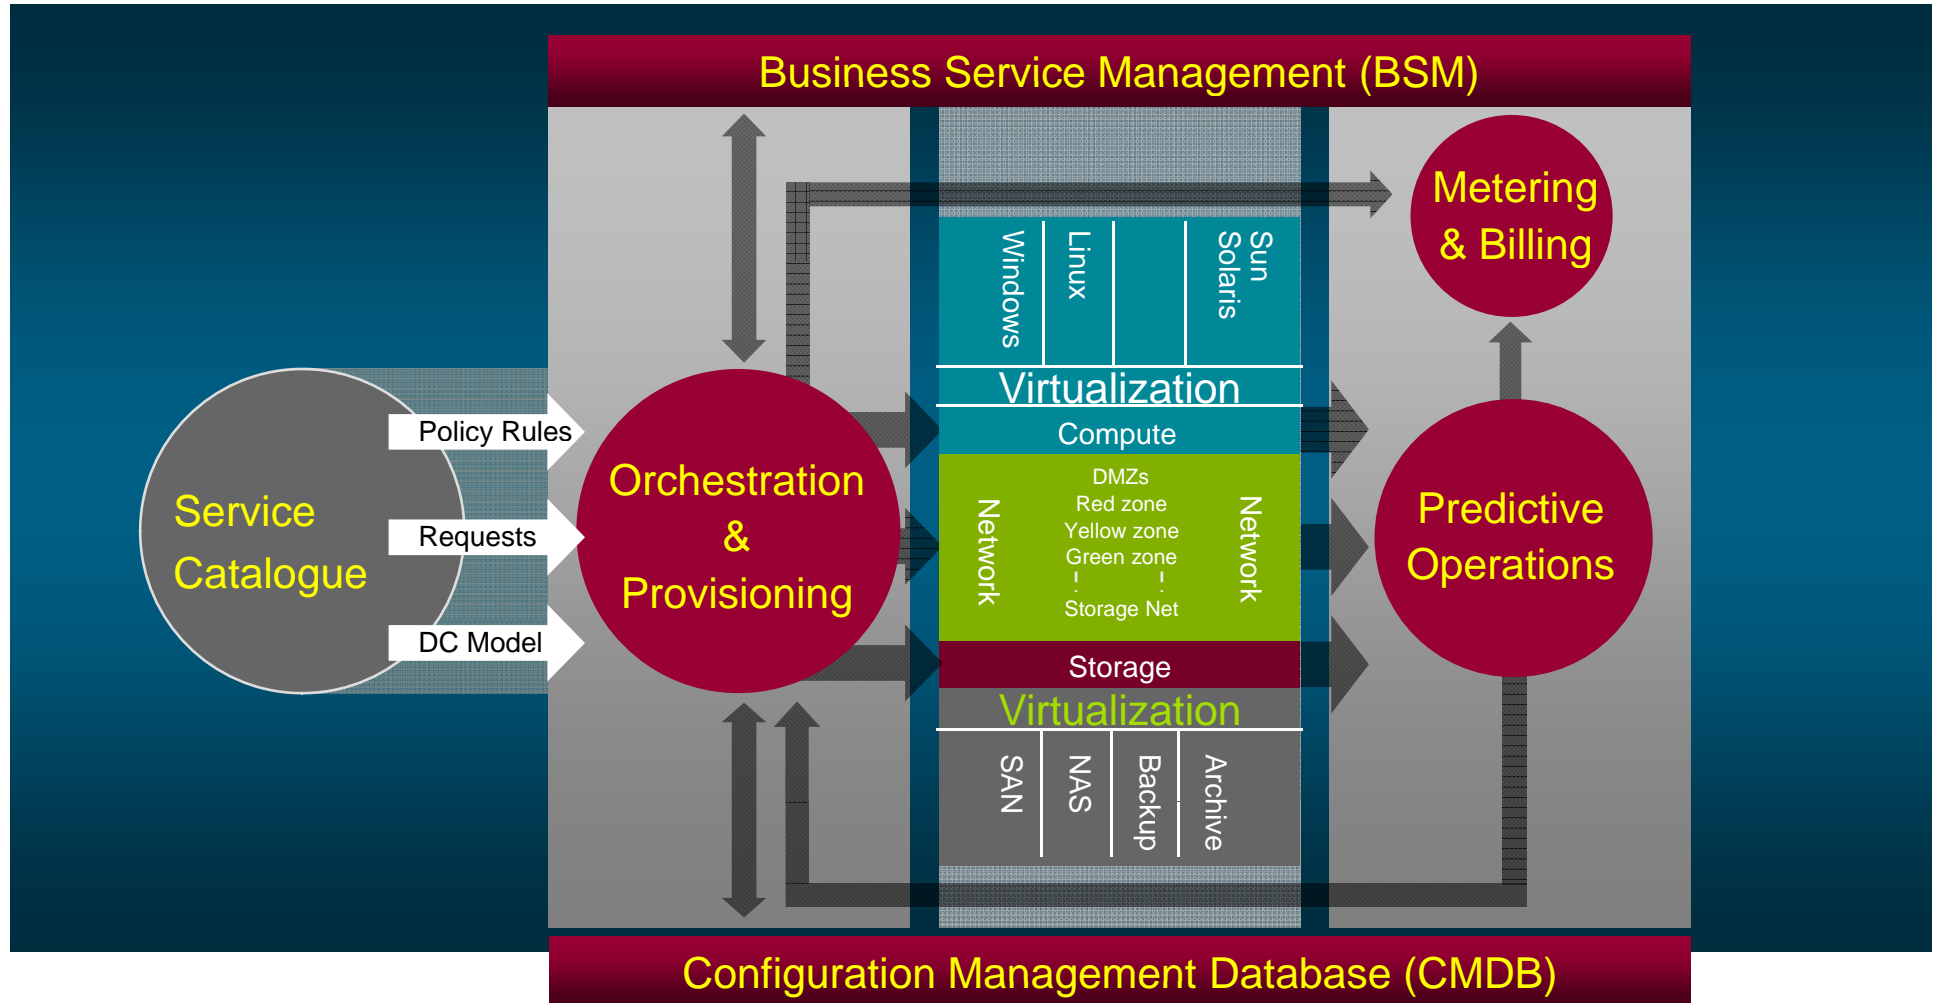 Business Service Management (BSM)
Metering
& Billing
Windows
Linux
Sun
Solaris
Virtualization
Compute
Policy Rules
Requests
DC Model
Service
Catalogue
Orchestration
&
Provisioning
Network
DMZs
Red zone
Yellow zone
Green zone
Storage Net
Network
Predictive
Operations
Storage
Virtualization
SAN
NAS
Backup
Archive
Configuration Management Database (CMDB)